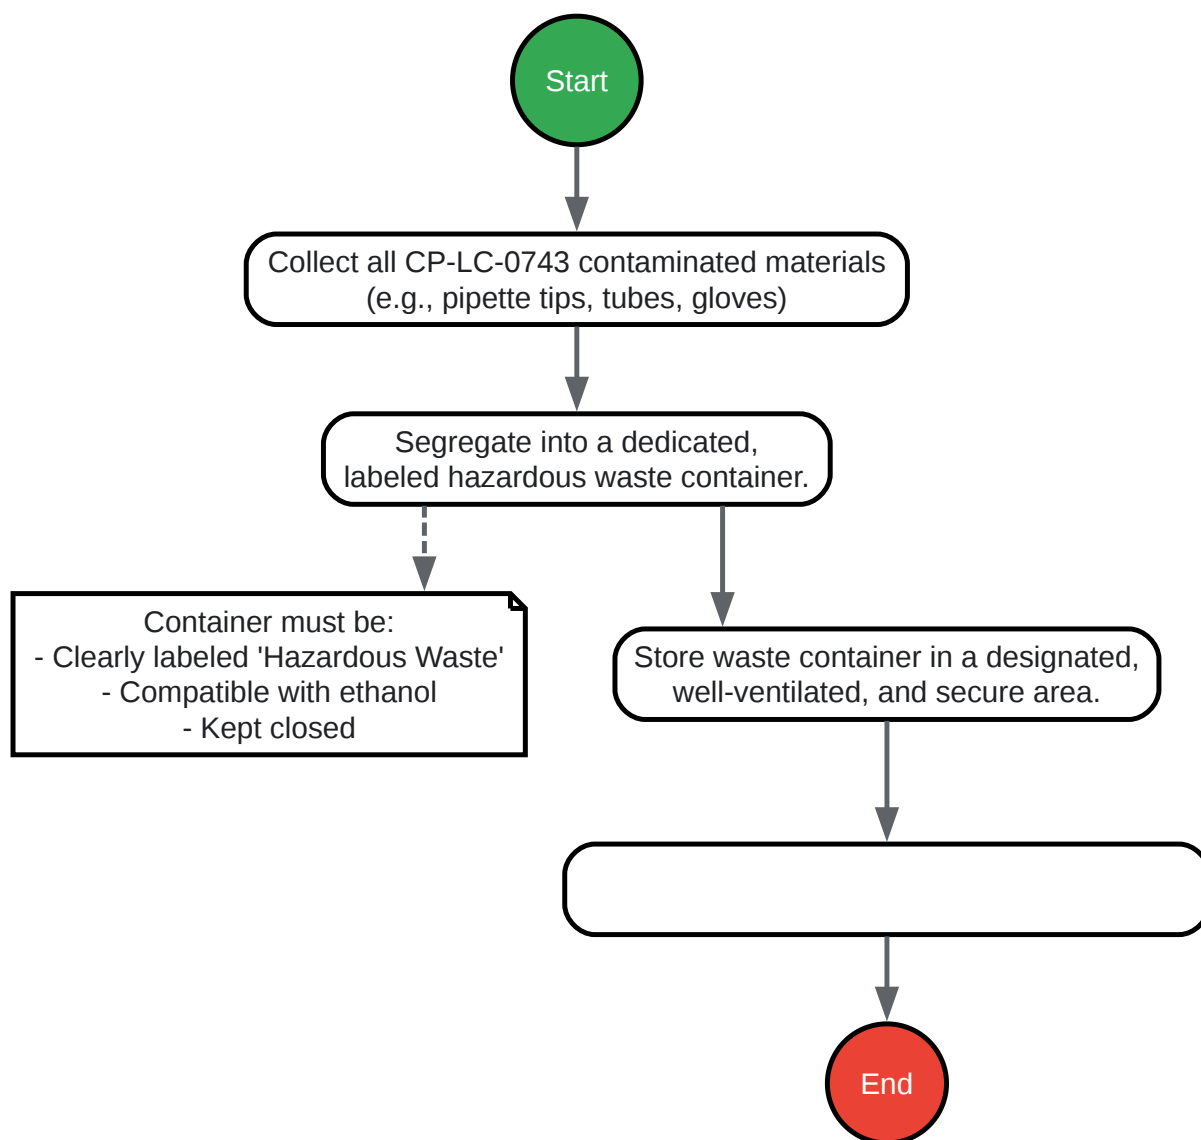 Start
Collect all CP-LC-0743 contaminated materials
(e.g., pipette tips, tubes, gloves)
Segregate into a dedicated,
labeled hazardous waste container.
Container must be:
- Clearly labeled 'Hazardous Waste'
- Compatible with ethanol
- Kept closed
Store waste container in a designated,
well-ventilated, and secure area.
End